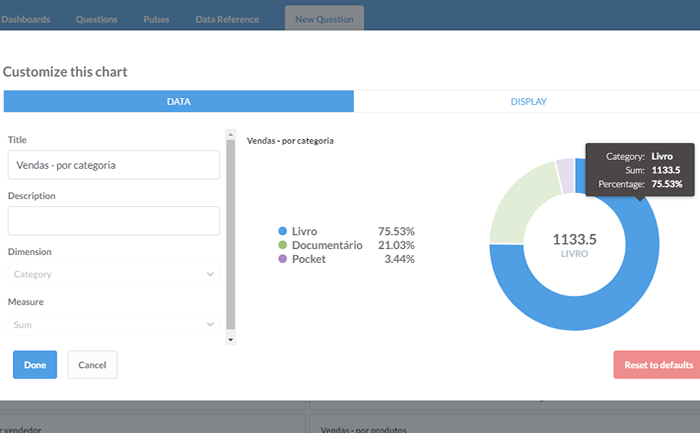 Dashboards Questions Pulses Data Reference New Question
Customize this chart
DATA DISPLAY
Title
Vendas - por categoria
Description
Dimension
Category
Measure
Sum
Done Cancel
Vendas - por categoria
Livro 75.53%
Documentário 21.03%
Pocket 3.44%
Category: Livro
Sum: 1133.5
Percentage: 75.53%
1133.5
LIVRO
Reset to defaults
vendedor
Vendas - por produtos